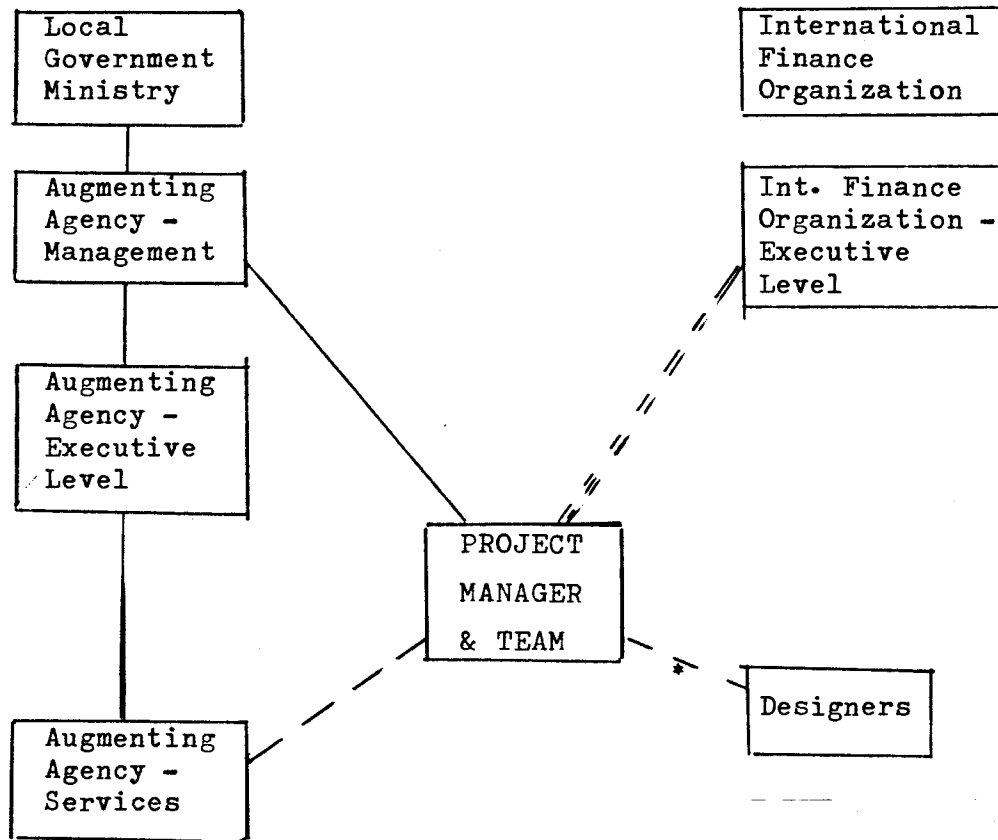 Local
Government
Ministry
International
Finance
Organization
Augmenting
Agency -
Management
Int. Finance
Organization -
Executive
Level
Augmenting
Agency -
Executive
Level
PROJECT
MANAGER
& TEAM
*
Designers
Augmenting
Agency -
Services